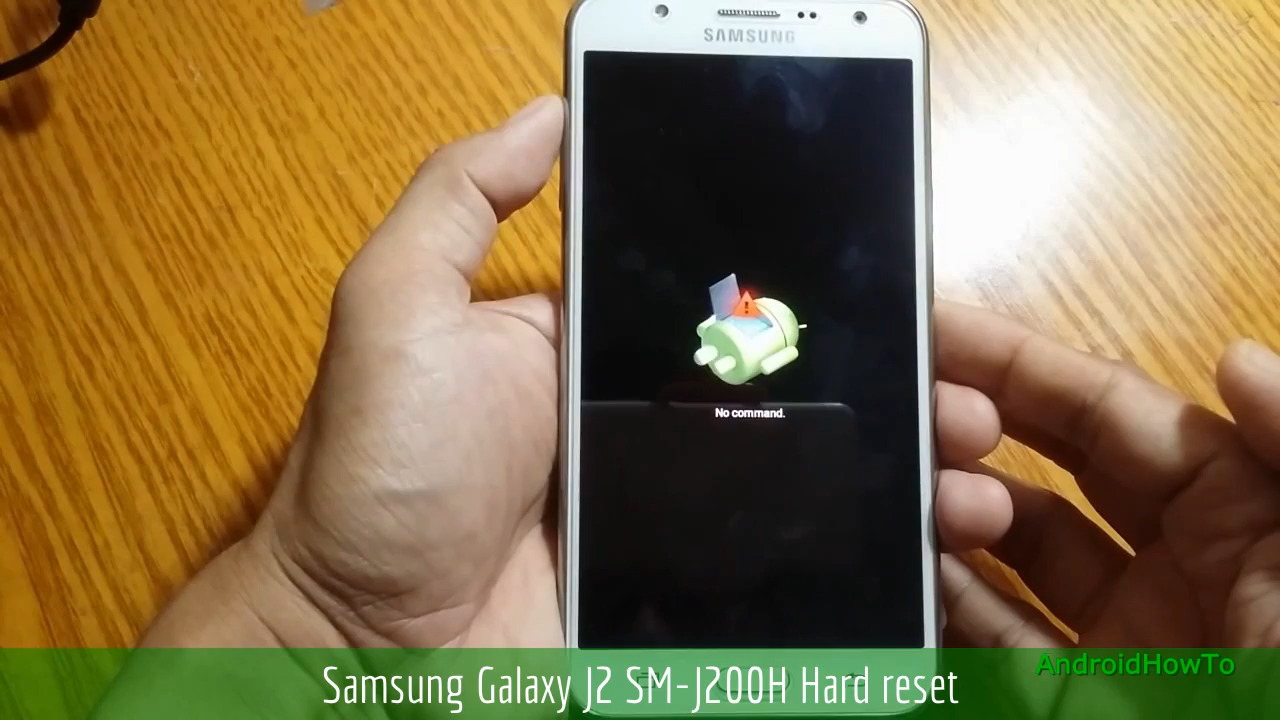 SAMSUNG
No command.
AndroidHowTo
Samsung Galaxy J2 SM-J200H Hard reset